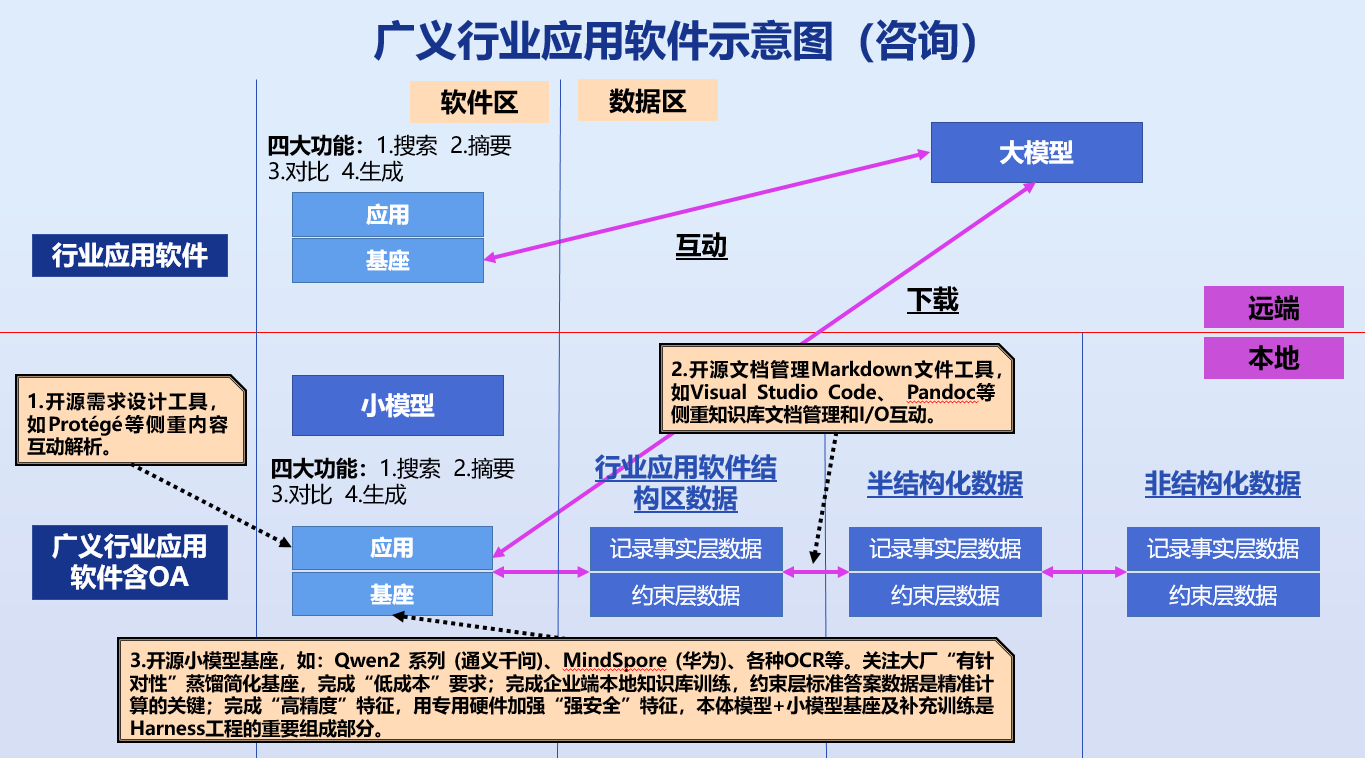 广义行业应用软件示意图（咨询）
软件区
数据区
四大功能：1.搜索 2.摘要
3.对比 4.生成
大模型
应用
基座
行业应用软件
互动
下载
远端
本地
1.开源需求设计工具，
如Protégé等侧重内容
互动解析。
小模型
2.开源文档管理Markdown文件工具，
如Visual Studio Code、 Pandoc等
侧重知识库文档管理和I/O互动。
四大功能：1.搜索 2.摘要
3.对比 4.生成
行业应用软件结
构区数据
半结构化数据
非结构化数据
广义行业应用
软件含OA
应用
基座
记录事实层数据
约束层数据
记录事实层数据
约束层数据
记录事实层数据
约束层数据
3.开源小模型基座，如：Qwen2 系列 (通义千问)、MindSpore (华为)、各种OCR等。关注大厂“有针
对性”蒸馏简化基座，完成“低成本”要求；完成企业端本地知识库训练，约束层标准答案数据是精准计
算的关键；完成“高精度”特征，用专用硬件加强“强安全”特征，本体模型+小模型基座及补充训练是
Harness工程的重要组成部分。